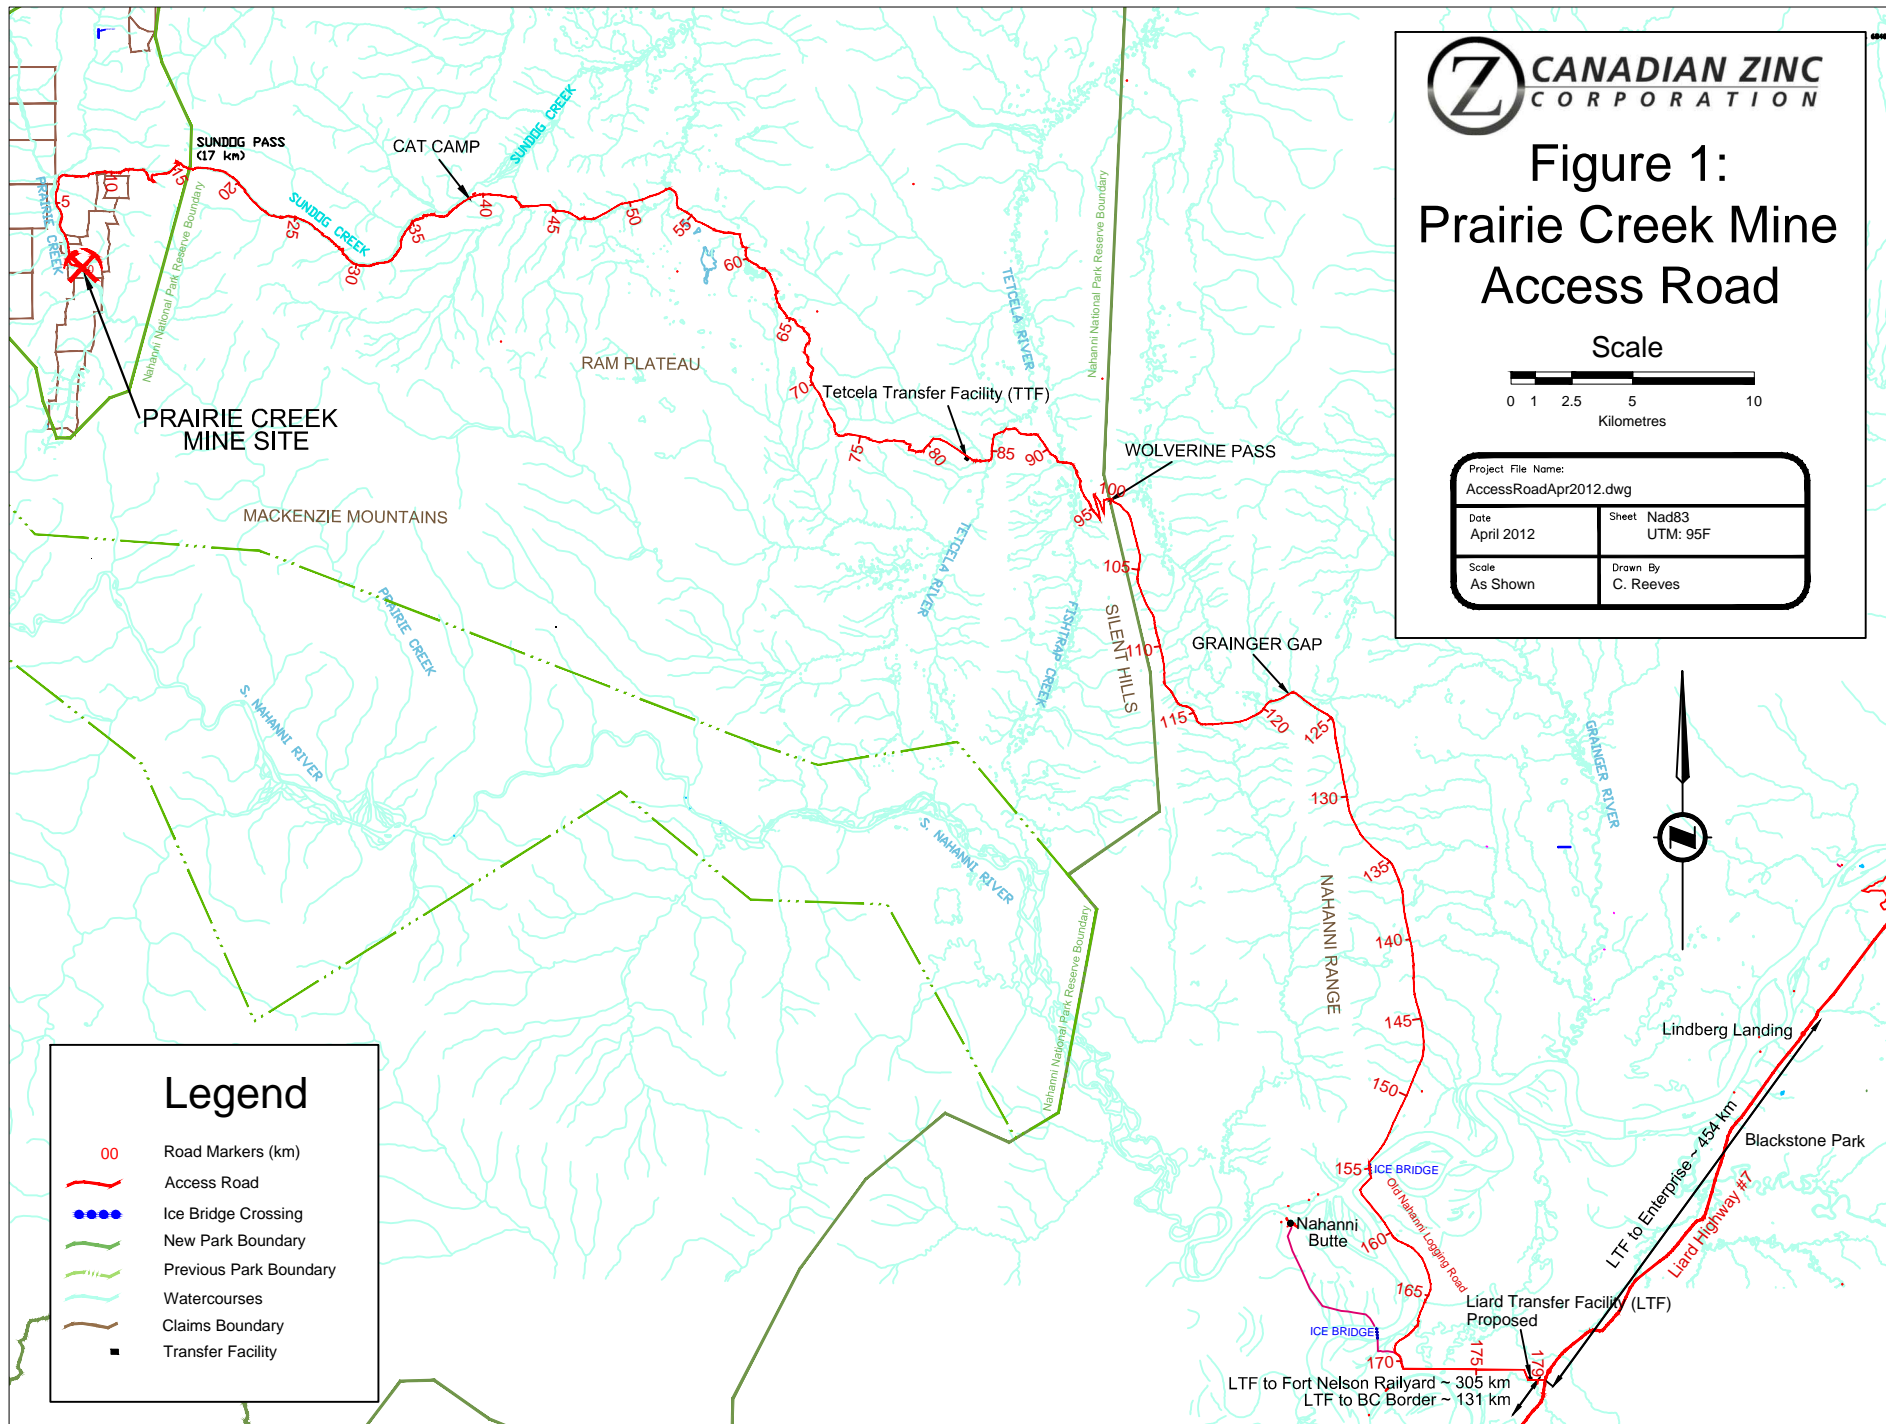 CANADIAN ZINC
CORPORATION
Figure 1:
Prairie Creek Mine
Access Road
Scale
0 1 2.5 5 10
Kilometres
Project File Name:
AccessRoadApr2012.dwg
Date
April 2012
Sheet Nad83
UTM: 95F
Scale
As Shown
Drawn By
C. Reeves
SUNDOG PASS
(17 km)
CAT CAMP
SUNDOG CREEK
SUNDOG CREEK
PRAIRIE CREEK
Nahanni National Park Reserve Boundary
5
10
15
20
25
30
35
40
45
50
55
60
65
70
75
80
85
90
95
100
105
110
115
120
125
130
135
140
145
150
155
160
165
170
175
179
PRAIRIE CREEK
MINE SITE
RAM PLATEAU
MACKENZIE MOUNTAINS
Tetcela Transfer Facility (TTF)
TETCELA RIVER
Nahanni National Park Reserve Boundary
WOLVERINE PASS
TETCELA RIVER
FISHTRAP CREEK
SILENT HILLS
GRAINGER GAP
GRAINGER RIVER
PRAIRIE CREEK
S. NAHANNI RIVER
S. NAHANNI RIVER
Nahanni National Park Reserve Boundary
NAHANNI RANGE
Lindberg Landing
Blackstone Park
LTF to Enterprise ~ 454 km
Liard Highway #7
ICE BRIDGE
Old Nahanni Logging Road
Nahanni
Butte
ICE BRIDGE
Liard Transfer Facility (LTF)
Proposed
LTF to Fort Nelson Railyard ~ 305 km
LTF to BC Border ~ 131 km
Legend
00 Road Markers (km)
Access Road
Ice Bridge Crossing
New Park Boundary
Previous Park Boundary
Watercourses
Claims Boundary
Transfer Facility